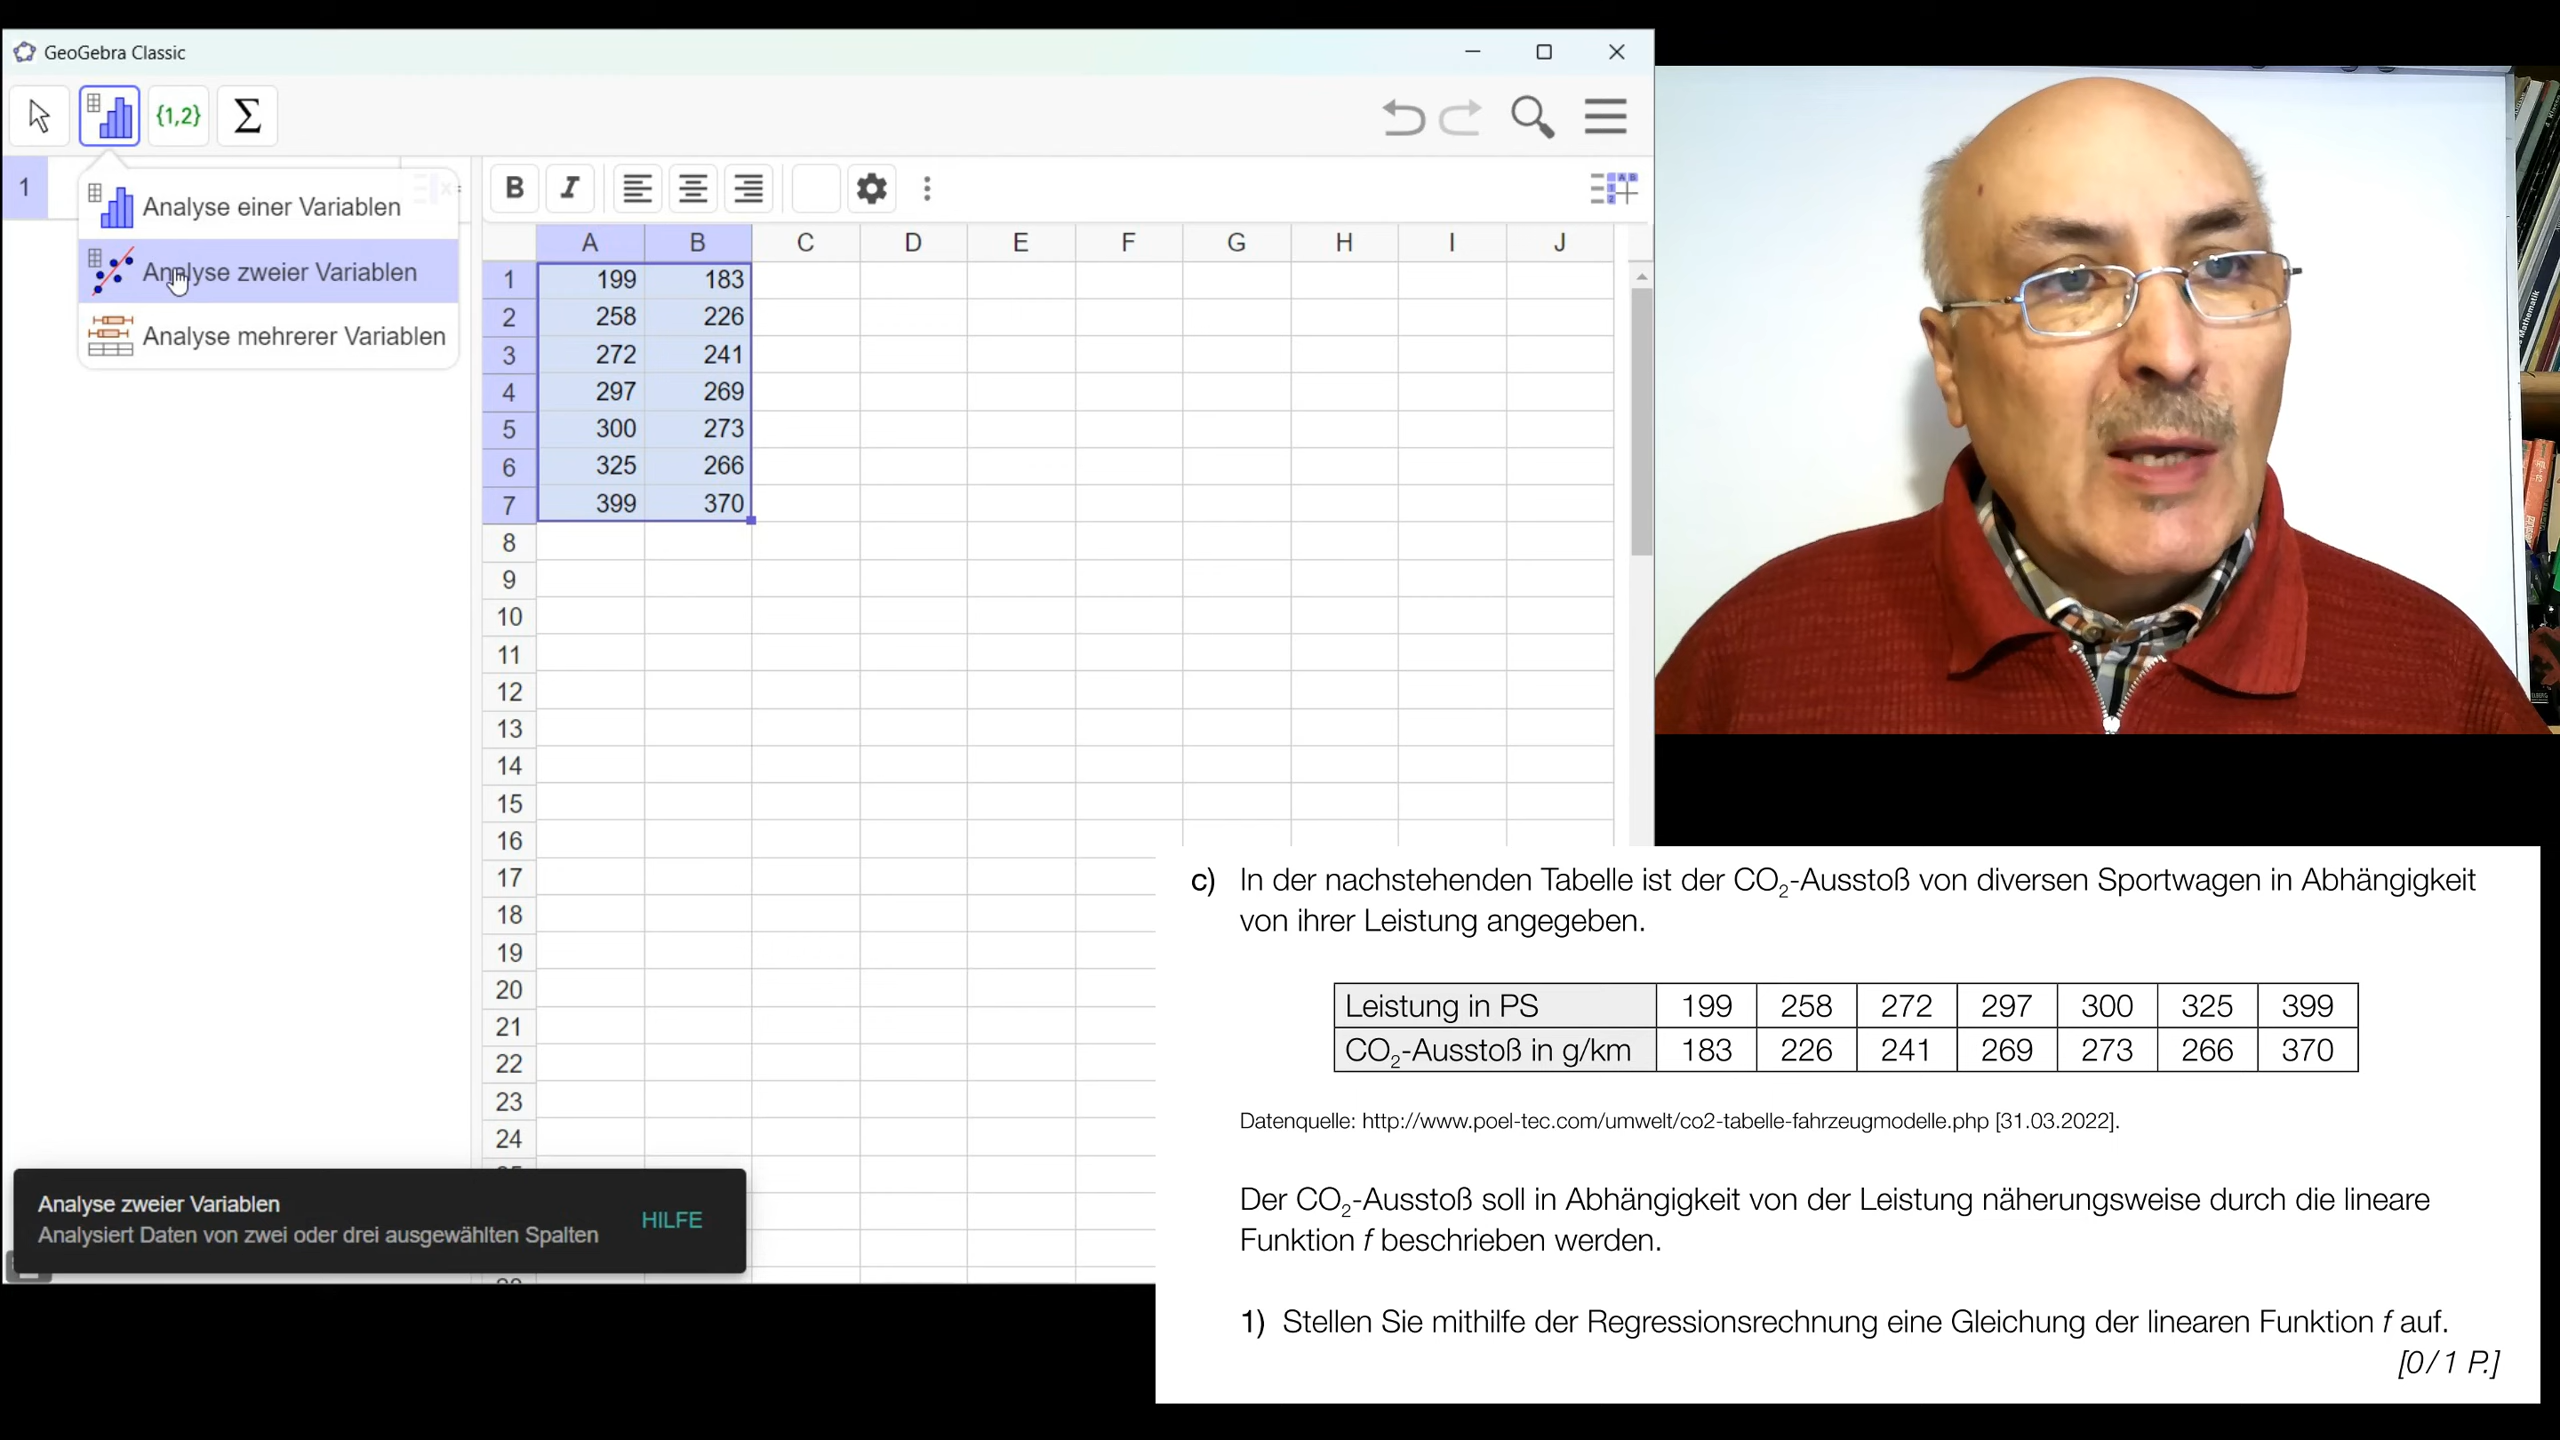 GeoGebra Classic
{1,2} Σ
1
Analyse einer Variablen
Analyse zweier Variablen
Analyse mehrerer Variablen
B I
A B C D E F G H I J
1 199 183
2 258 226
3 272 241
4 297 269
5 300 273
6 325 266
7 399 370
8
9
10
11
12
13
14
15
16
17
18
19
20
21
22
23
24
Analyse zweier Variablen
Analysiert Daten von zwei oder drei ausgewählten Spalten
HILFE
c) In der nachstehenden Tabelle ist der CO₂-Ausstoß von diversen Sportwagen in Abhängigkeit
von ihrer Leistung angegeben.
Leistung in PS 199 258 272 297 300 325 399
CO₂-Ausstoß in g/km 183 226 241 269 273 266 370
Datenquelle: http://www.poel-tec.com/umwelt/co2-tabelle-fahrzeugmodelle.php [31.03.2022].
Der CO₂-Ausstoß soll in Abhängigkeit von der Leistung näherungsweise durch die lineare
Funktion f beschrieben werden.
1) Stellen Sie mithilfe der Regressionsrechnung eine Gleichung der linearen Funktion f auf.
[0/1 P.]